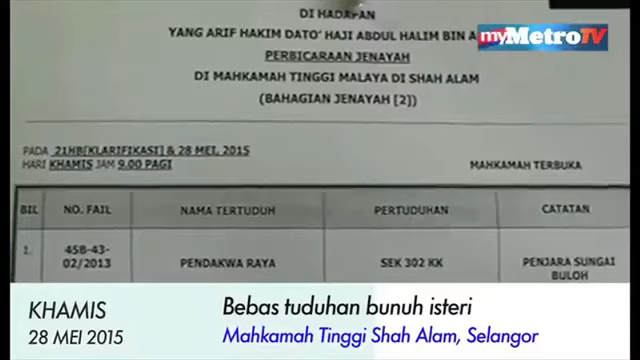 DI HADAPAN
myMetroTV
YANG ARIF HAKIM DATO' HAJI ABDUL HALIM BIN A
PERBICARAAN JENAYAH
DI MAHKAMAH TINGGI MALAYA DI SHAH ALAM
(BAHAGIAN JENAYAH [2])
PADA 21HB[KLARIFIKASI] & 28 MEI, 2015
HARI KHAMIS JAM 9.00 PAGI
MAHKAMAH TERBUKA
BIL NO. FAIL NAMA TERTUDUH PERTUDUHAN CATATAN
1. 45B-43-02/2013 PENDAKWA RAYA SEK 302 KK PENJARA SUNGAI BULOH
KHAMIS
28 MEI 2015
Bebas tuduhan bunuh isteri
Mahkamah Tinggi Shah Alam, Selangor